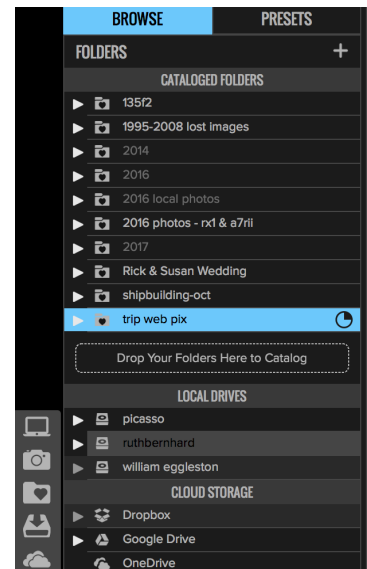 BROWSE PRESETS
FOLDERS +
CATALOGED FOLDERS
135f2
1995-2008 lost images
2014
2016
2016 local photos
2016 photos - rx1 & a7rii
2017
Rick & Susan Wedding
shipbuilding-oct
trip web pix
Drop Your Folders Here to Catalog
LOCAL DRIVES
picasso
ruthbernhard
william eggleston
CLOUD STORAGE
Dropbox
Google Drive
OneDrive